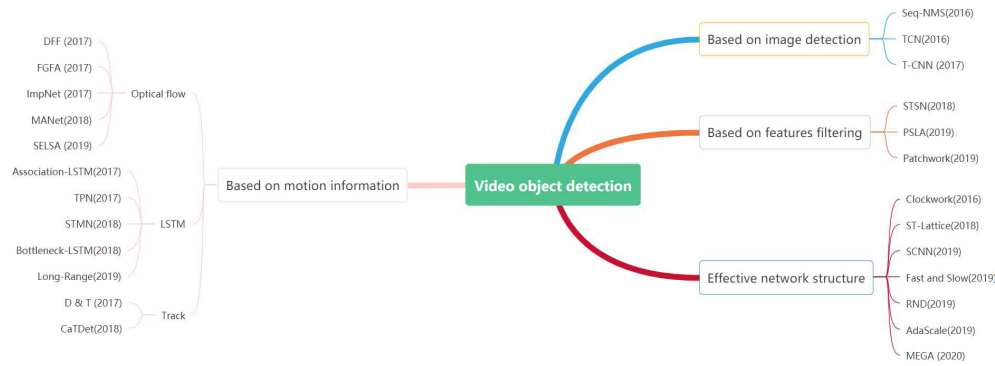 Video object detection
Based on motion information
Optical flow
DFF (2017)
FGFA (2017)
ImpNet (2017)
MANet(2018)
SELSA (2019)
LSTM
Association-LSTM(2017)
TPN(2017)
STMN(2018)
Bottleneck-LSTM(2018)
Long-Range(2019)
Track
D & T (2017)
CaTDet(2018)
Based on image detection
Seq-NMS(2016)
TCN(2016)
T-CNN (2017)
Based on features filtering
STSN(2018)
PSLA(2019)
Patchwork(2019)
Effective network structure
Clockwork(2016)
ST-Lattice(2018)
SCNN(2019)
Fast and Slow(2019)
RND(2019)
AdaScale(2019)
MEGA (2020)